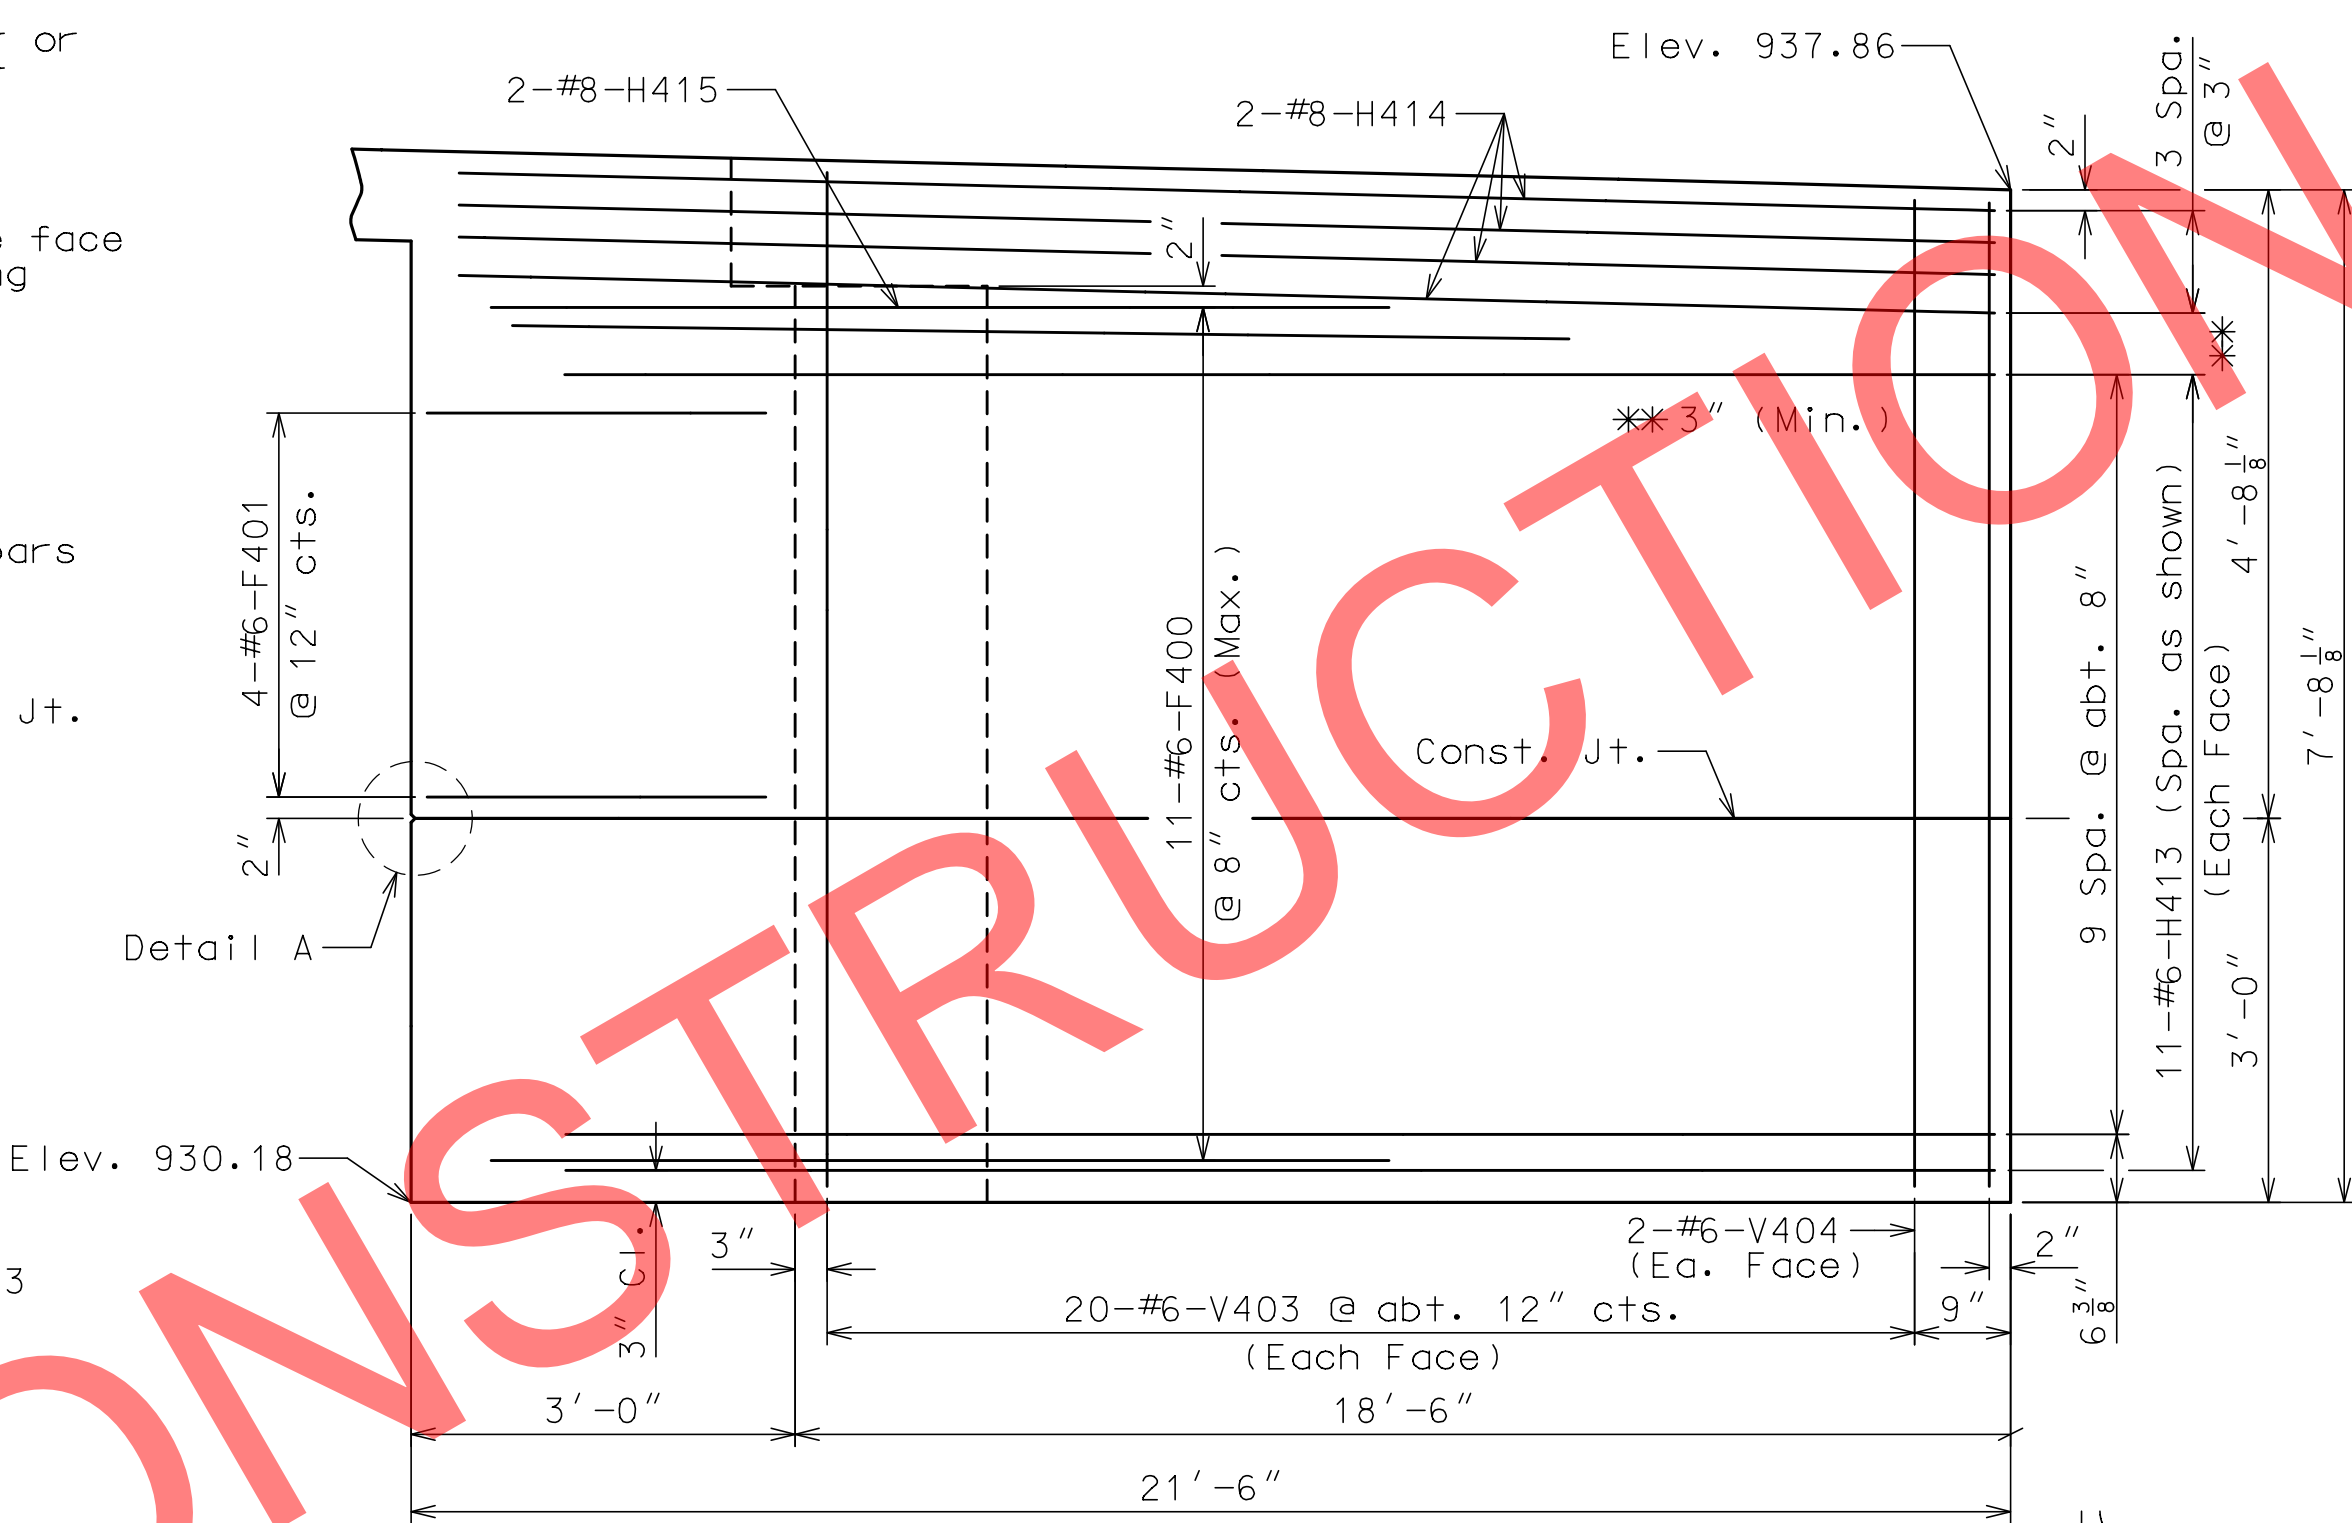 or
Elev. 937.86
2-#8-H415
2-#8-H414
3 Spa.
@ 3"
2"
face
2"
** 3" (Min.)
**
4-#6-F401
@ 12" cts.
11-#6-F400
@ 8" cts. (Max.)
9 Spa. @ abt. 8"
11-#6-H413 (Spa. as shown)
(Each Face)
4'-8 1/8"
7'-8 1/8"
3'-0"
Jt.
Const. Jt.
2"
Detail A
Elev. 930.18
3" Cl.
3"
2-#6-V404
(Ea. Face)
2"
6 3/8"
3
20-#6-V403 @ abt. 12" cts.
(Each Face)
9"
3'-0"
18'-6"
21'-6"
ONSTRUCTION